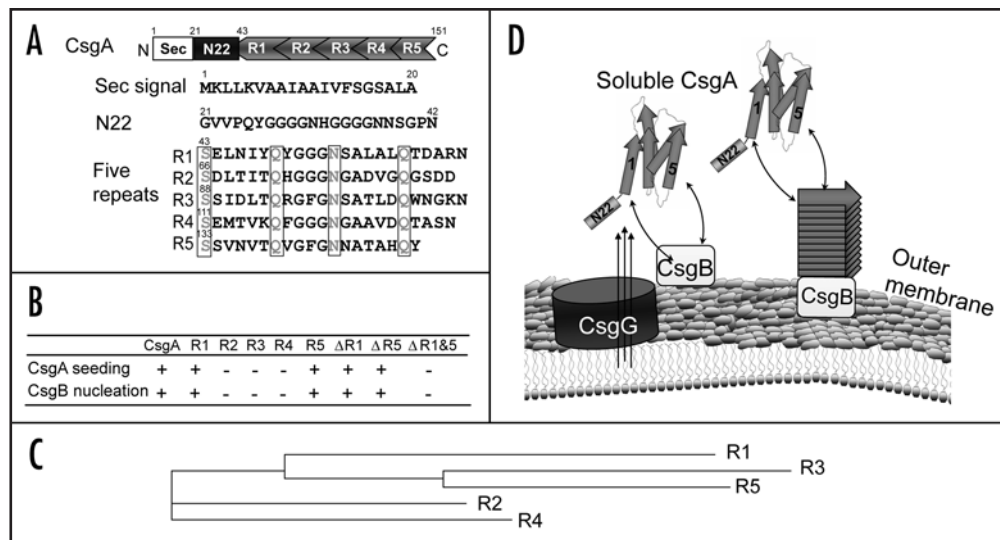 A
1 21 43 151
CsgA N Sec N22 R1 R2 R3 R4 R5 C
1 20
Sec signal MKLLKVAAIAAIVFSGSALA
21 42
N22 GVVPQYGGGGNHGGGGNNSGPN
Five repeats
43
R1 SELNIYQYGGGNSALALQTDARN
66
R2 SDLTITQHGGGNGADVGQGSDD
88
R3 SSIDLTQRGFGNSATLDQWNGKN
111
R4 SEMTVKQFGGGNGAAVDQTASN
133
R5 SSVNVTQVGFGNNATAHQY
B
CsgA R1 R2 R3 R4 R5 ΔR1 ΔR5 ΔR1&5
CsgA seeding + + - - - + + + -
CsgB nucleation + + - - - + + + -
C
R1
R3
R5
R2
R4
D
Soluble CsgA
1 5
N22
1 5
N22
CsgB
CsgG
CsgB
Outer
membrane